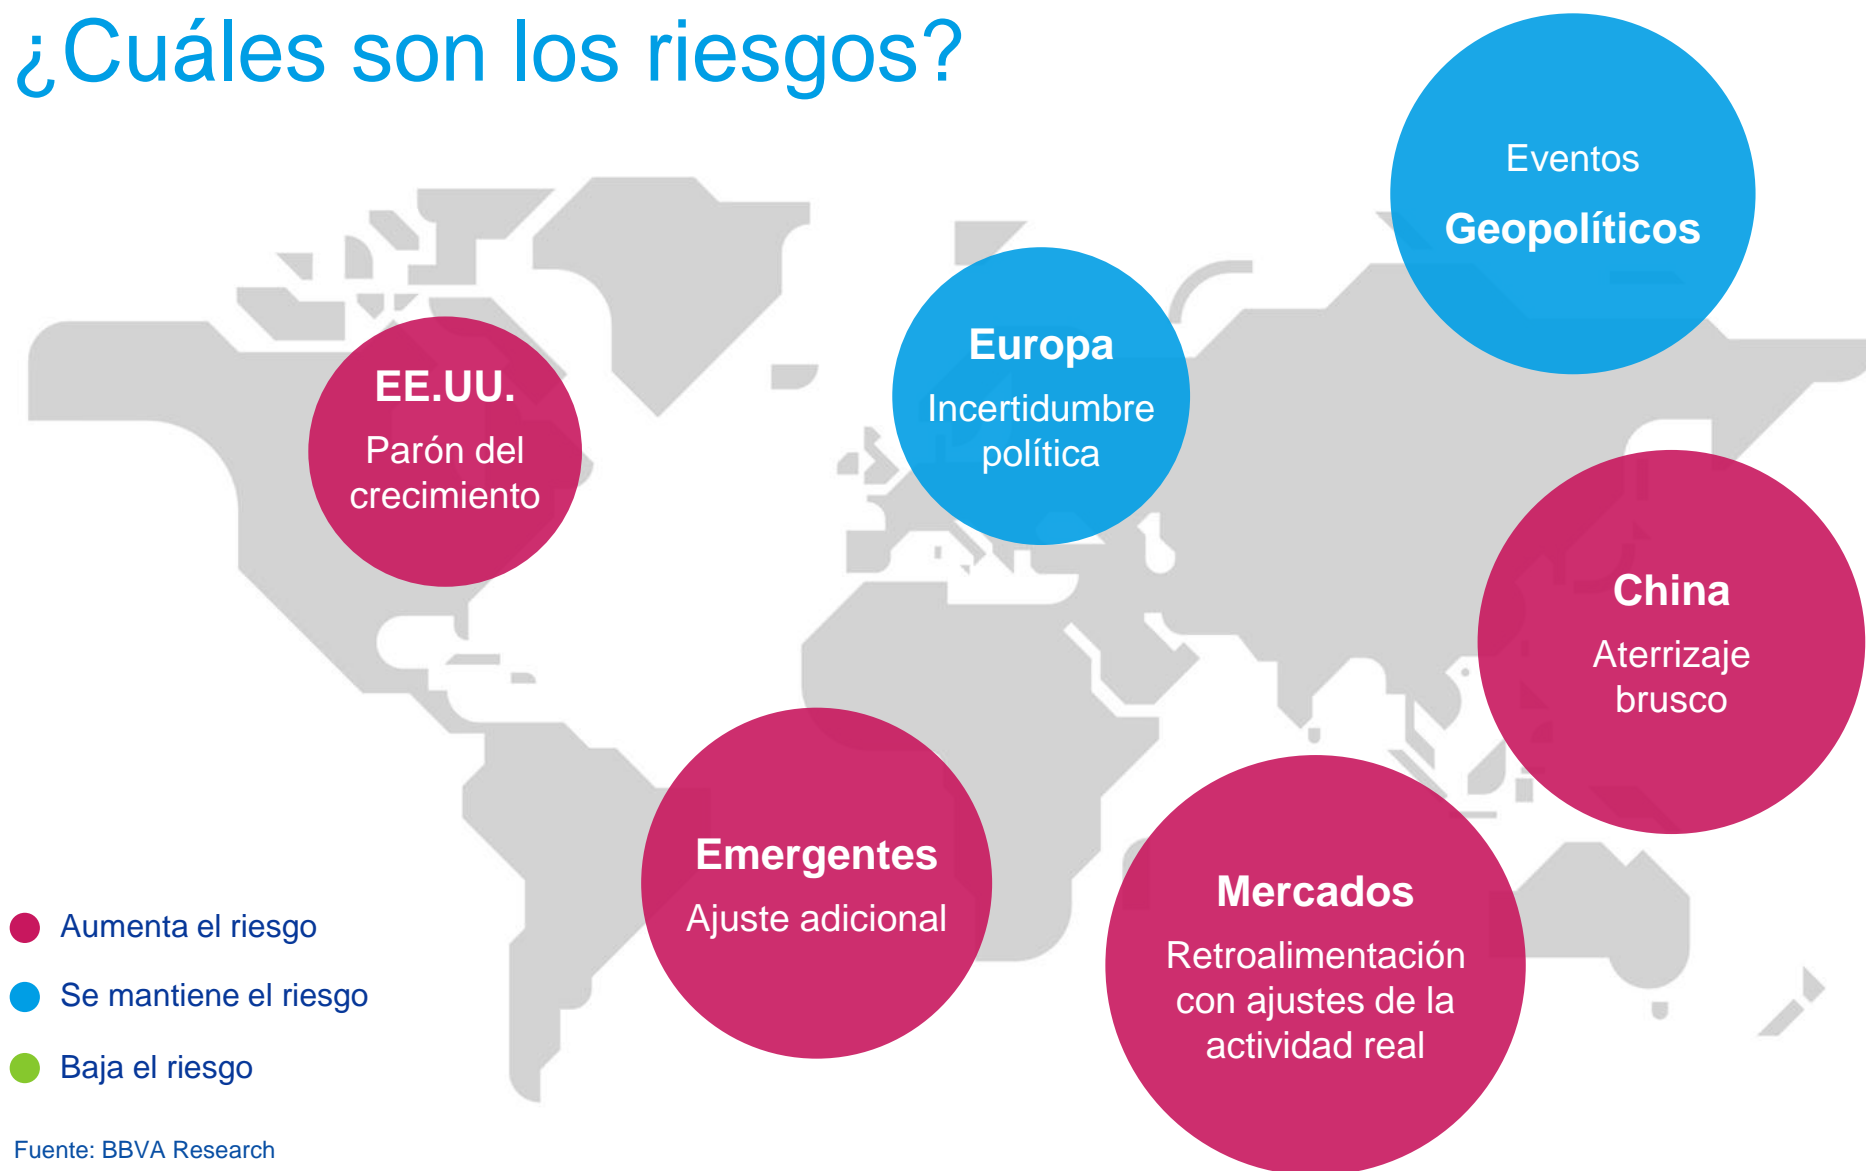 ¿Cuáles son los riesgos?
Eventos
Geopolíticos
Europa
Incertidumbre
política
EE.UU.
Parón del
crecimiento
China
Aterrizaje
brusco
Emergentes
Ajuste adicional
Mercados
Retroalimentación
con ajustes de la
actividad real
Aumenta el riesgo
Se mantiene el riesgo
Baja el riesgo
Fuente: BBVA Research